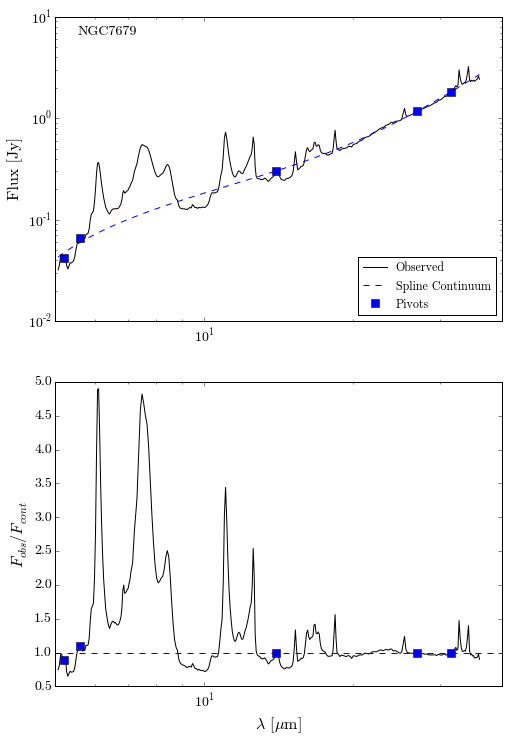 NGC7679
10^1
10^0
10^-1
10^-2
Flux [Jy]
Observed
Spline Continuum
Pivots
10^1
5.0
4.5
4.0
3.5
3.0
2.5
2.0
1.5
1.0
0.5
F_obs/F_cont
10^1
λ [μm]